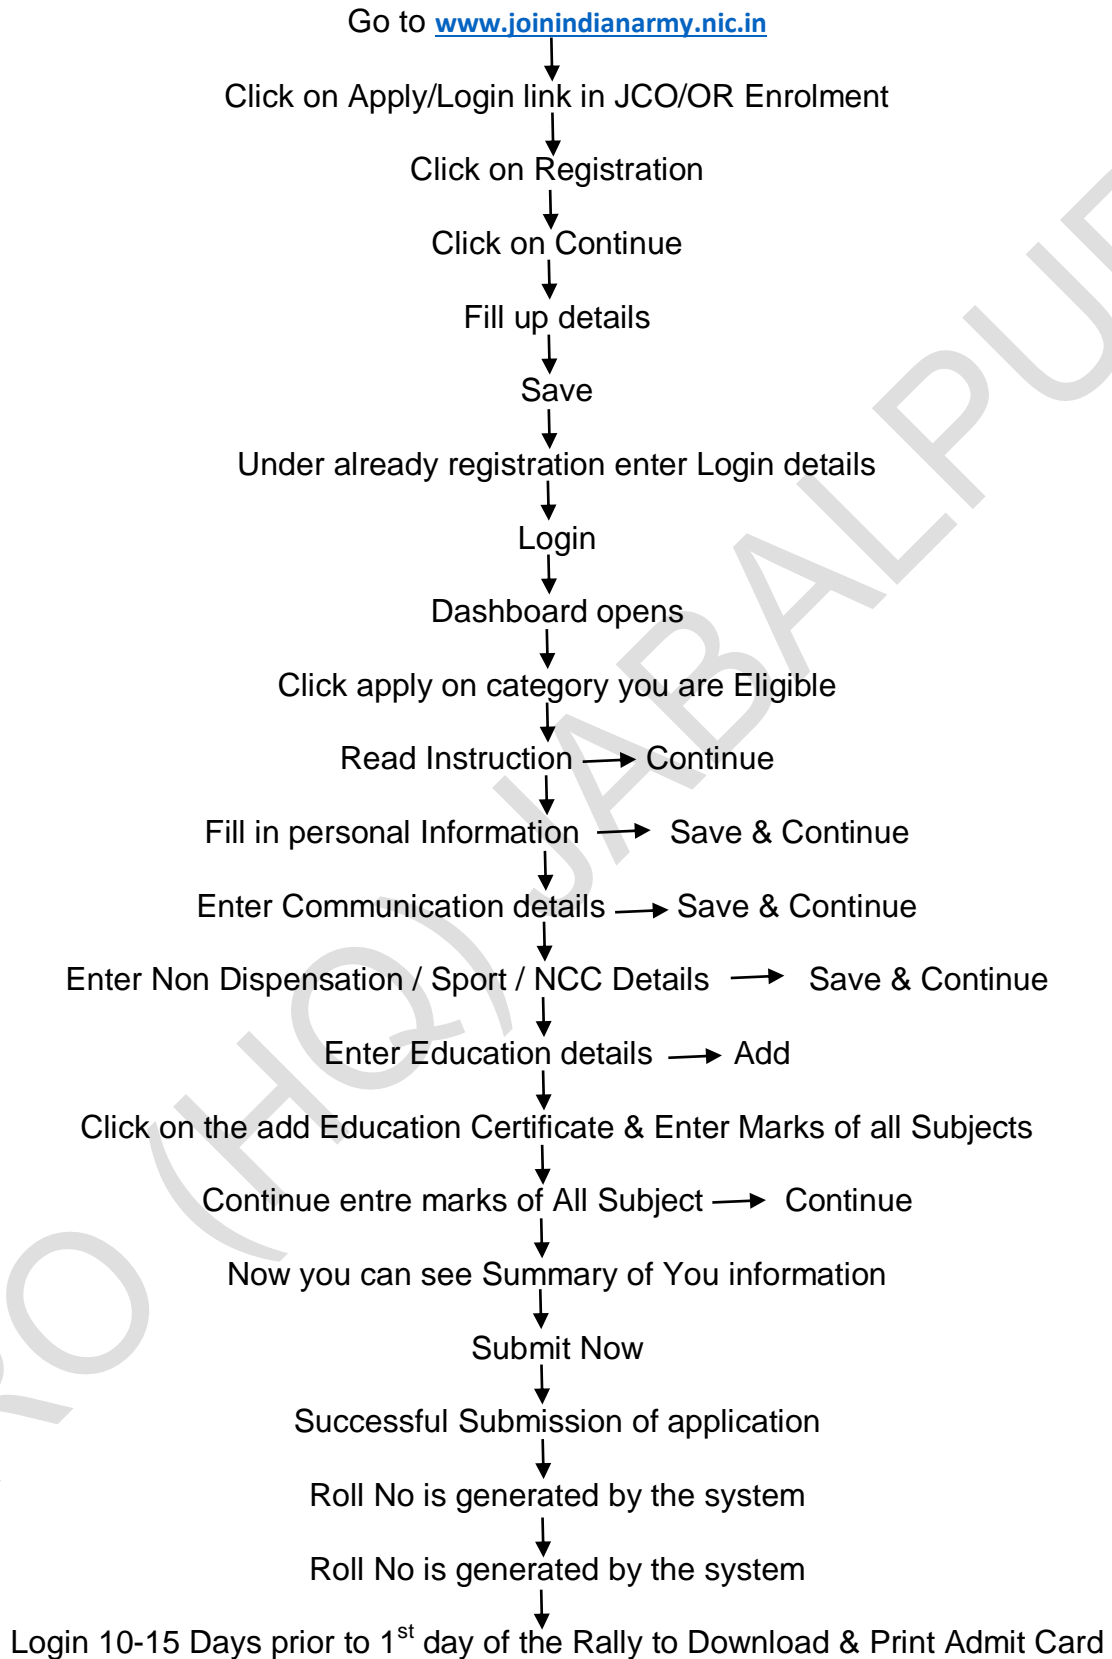 Go to www.joinindianarmy.nic.in
Click on Apply/Login link in JCO/OR Enrolment
Click on Registration
Click on Continue
Fill up details
Save
Under already registration enter Login details
Login
Dashboard opens
Click apply on category you are Eligible
Read Instruction → Continue
Fill in personal Information → Save & Continue
Enter Communication details → Save & Continue
Enter Non Dispensation / Sport / NCC Details → Save & Continue
Enter Education details → Add
Click on the add Education Certificate & Enter Marks of all Subjects
Continue entre marks of All Subject → Continue
Now you can see Summary of You information
Submit Now
Successful Submission of application
Roll No is generated by the system
Roll No is generated by the system
Login 10-15 Days prior to 1st day of the Rally to Download & Print Admit Card
RO (HQ) JABALPUR